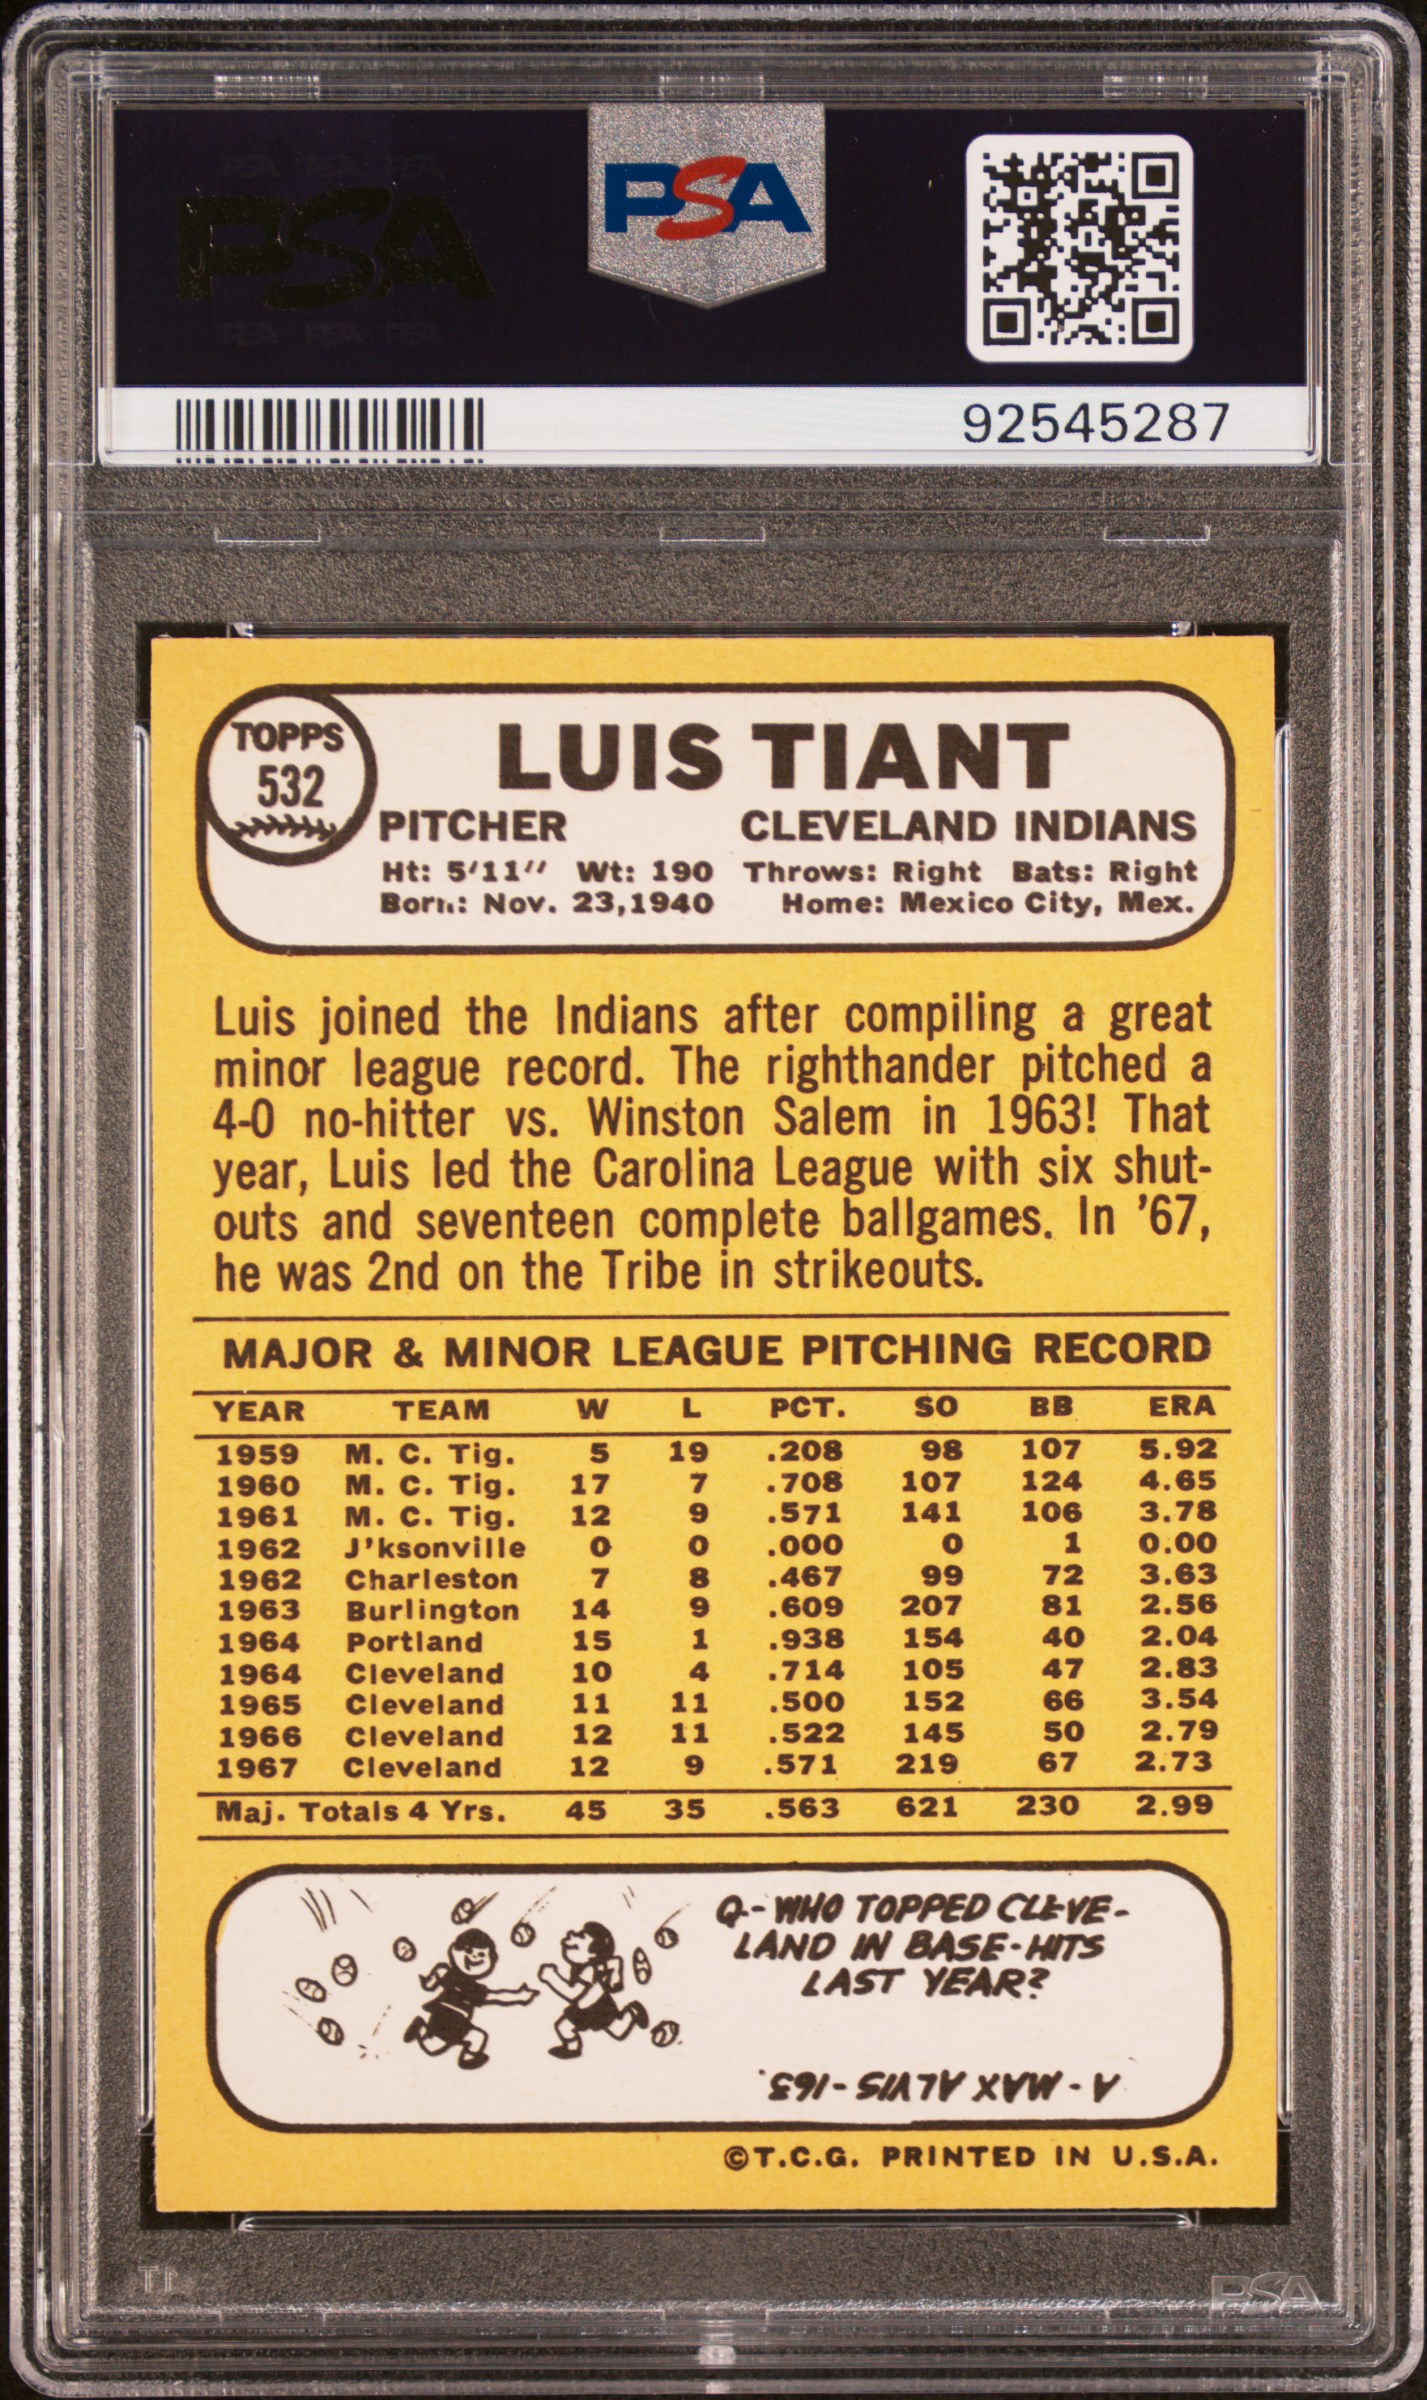 PSA
PSA
92545287
TOPPS
532
LUIS TIANT
PITCHER CLEVELAND INDIANS
Ht: 5'11" Wt: 190 Throws: Right Bats: Right
Born: Nov. 23,1940 Home: Mexico City, Mex.
Luis joined the Indians after compiling a great
minor league record. The righthander pitched a
4-0 no-hitter vs. Winston Salem in 1963! That
year, Luis led the Carolina League with six shut-
outs and seventeen complete ballgames. In '67,
he was 2nd on the Tribe in strikeouts.
MAJOR & MINOR LEAGUE PITCHING RECORD
YEAR TEAM W L PCT. SO BB ERA
1959 M. C. Tig. 5 19 .208 98 107 5.92
1960 M. C. Tig. 17 7 .708 107 124 4.65
1961 M. C. Tig. 12 9 .571 141 106 3.78
1962 J'ksonville 0 0 .000 0 1 0.00
1962 Charleston 7 8 .467 99 72 3.63
1963 Burlington 14 9 .609 207 81 2.56
1964 Portland 15 1 .938 154 40 2.04
1964 Cleveland 10 4 .714 105 47 2.83
1965 Cleveland 11 11 .500 152 66 3.54
1966 Cleveland 12 11 .522 145 50 2.79
1967 Cleveland 12 9 .571 219 67 2.73
Maj. Totals 4 Yrs. 45 35 .563 621 230 2.99
Q-WHO TOPPED CLEVE-
LAND IN BASE-HITS
LAST YEAR?
A-MAX ALVIS-163.
©T.C.G. PRINTED IN U.S.A.
PSA